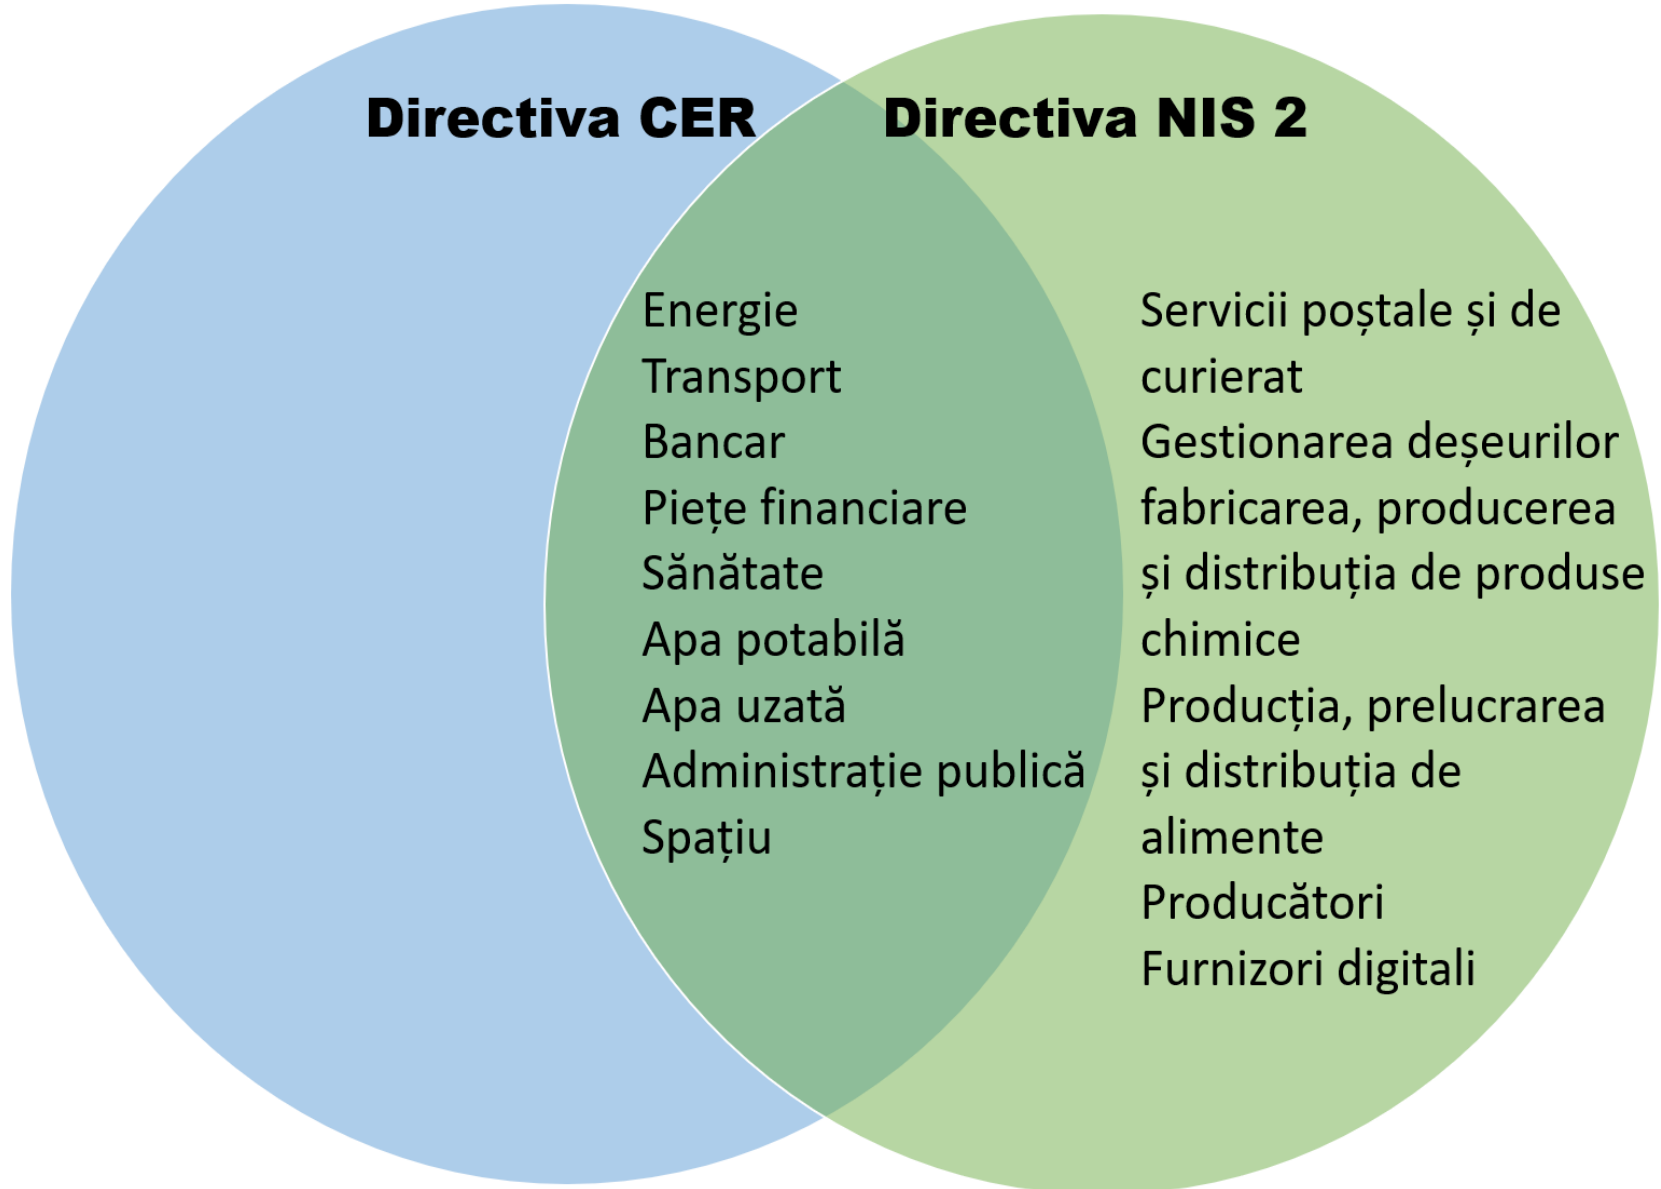 Directiva CER
Directiva NIS 2
Energie
Transport
Bancar
Piețe financiare
Sănătate
Apa potabilă
Apa uzată
Administrație publică
Spațiu
Servicii poștale și de
curierat
Gestionarea deșeurilor
fabricarea, producerea
și distribuția de produse
chimice
Producția, prelucrarea
și distribuția de
alimente
Producători
Furnizori digitali